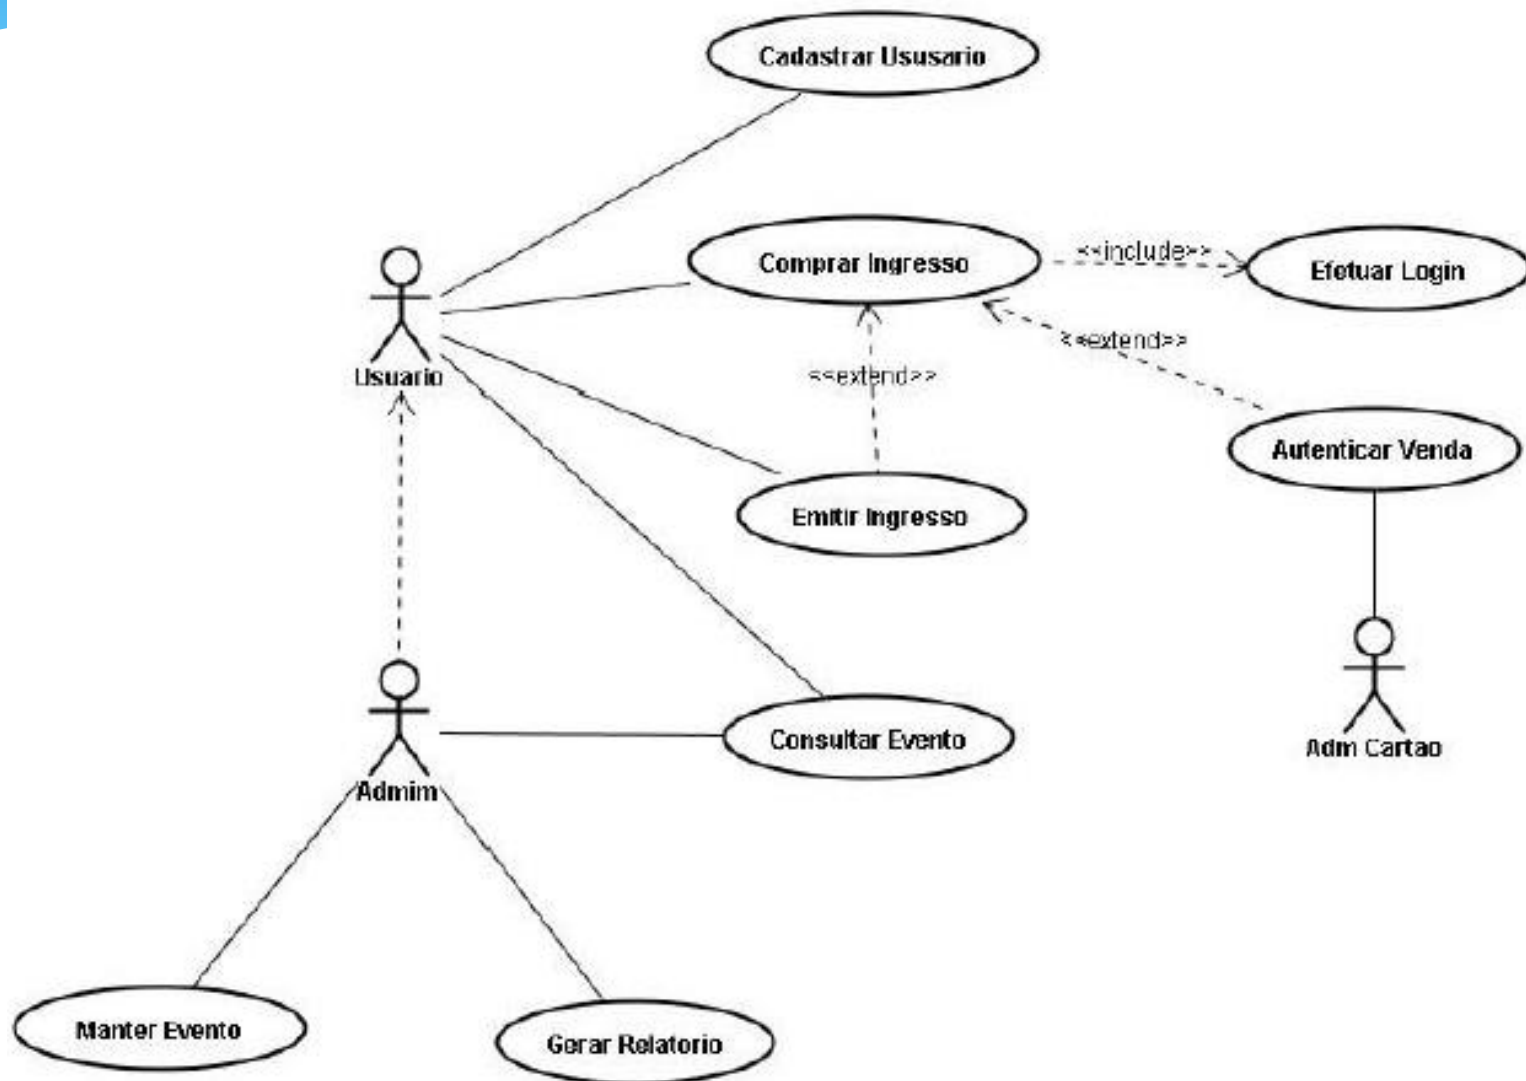 Cadastrar Ususario
Comprar Ingresso
<<include>>
Efetuar Login
<<extend>>
<<extend>>
Usuario
Autenticar Venda
Emitir Ingresso
Consultar Evento
Adm Cartao
Admim
Manter Evento
Gerar Relatorio